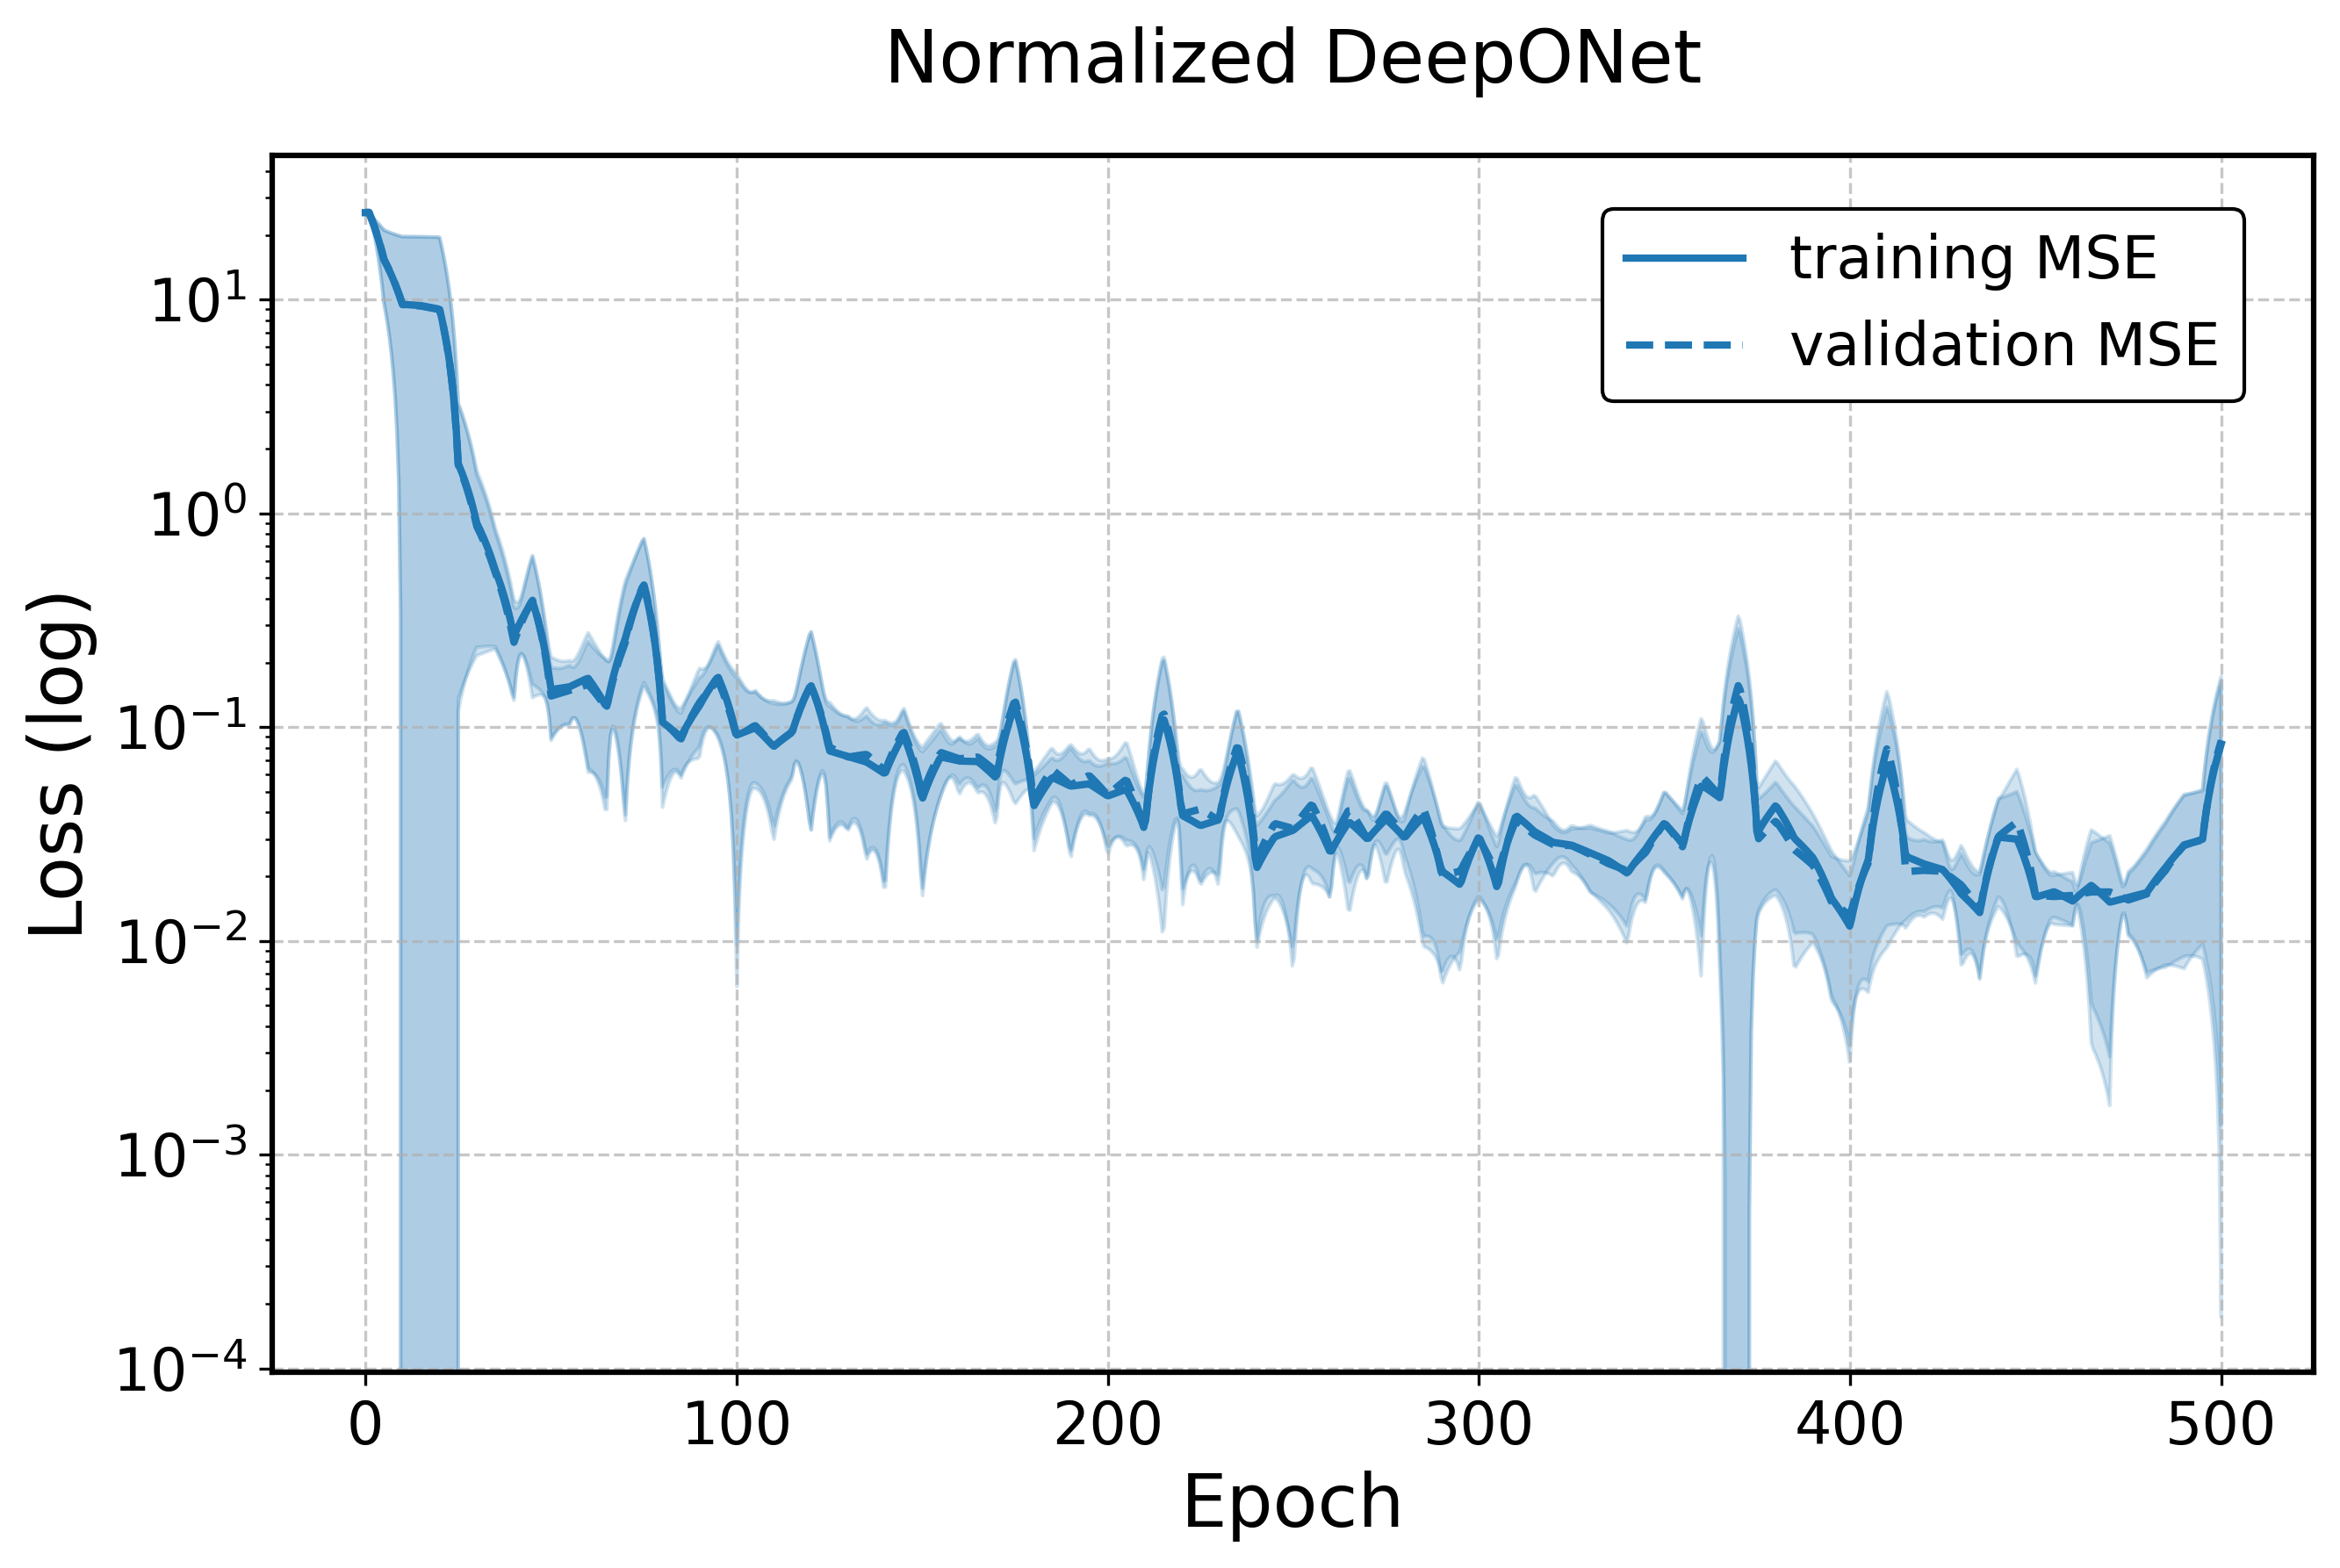 Normalized DeepONet
training MSE
validation MSE
Loss (log)
10¹
10⁰
10⁻¹
10⁻²
10⁻³
10⁻⁴
0 100 200 300 400 500
Epoch